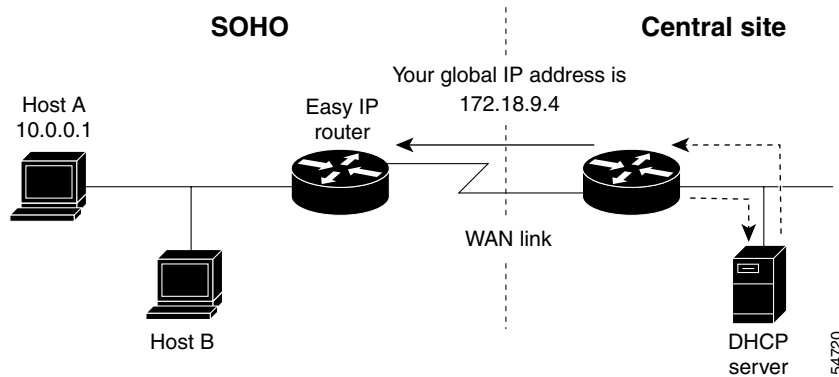 SOHO
Central site
Your global IP address is
172.18.9.4
Host A
10.0.0.1
Easy IP
router
WAN link
Host B
DHCP
server
54720